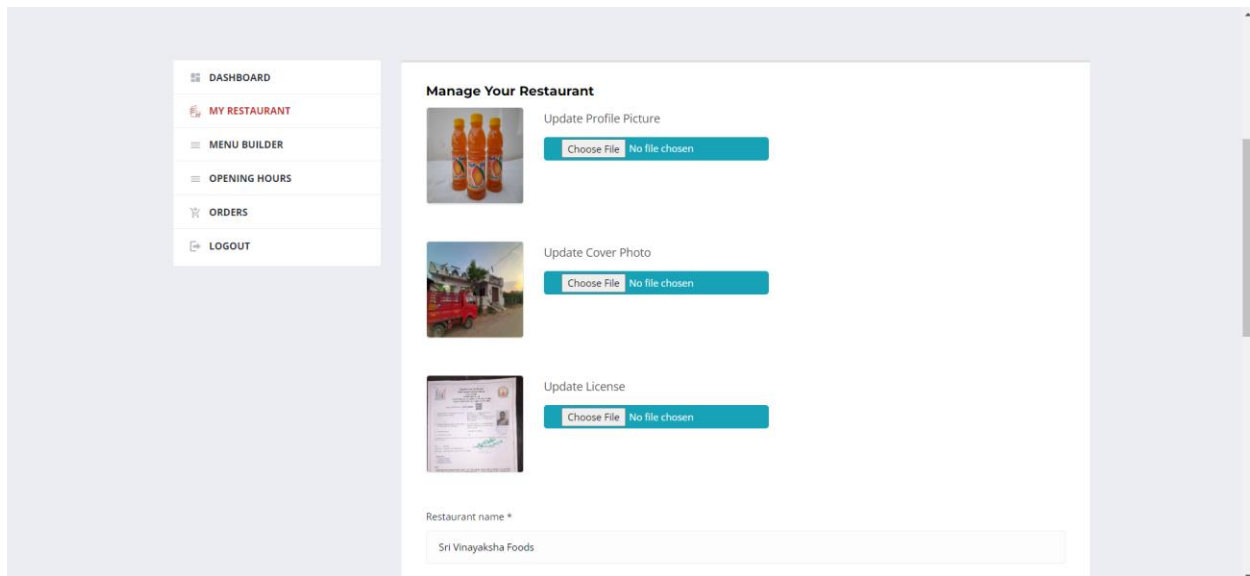 DASHBOARD
MY RESTAURANT
MENU BUILDER
OPENING HOURS
ORDERS
LOGOUT
Manage Your Restaurant
Update Profile Picture
Choose File No file chosen
Update Cover Photo
Choose File No file chosen
Update License
Choose File No file chosen
Restaurant name *
Sri Vinayaksha Foods